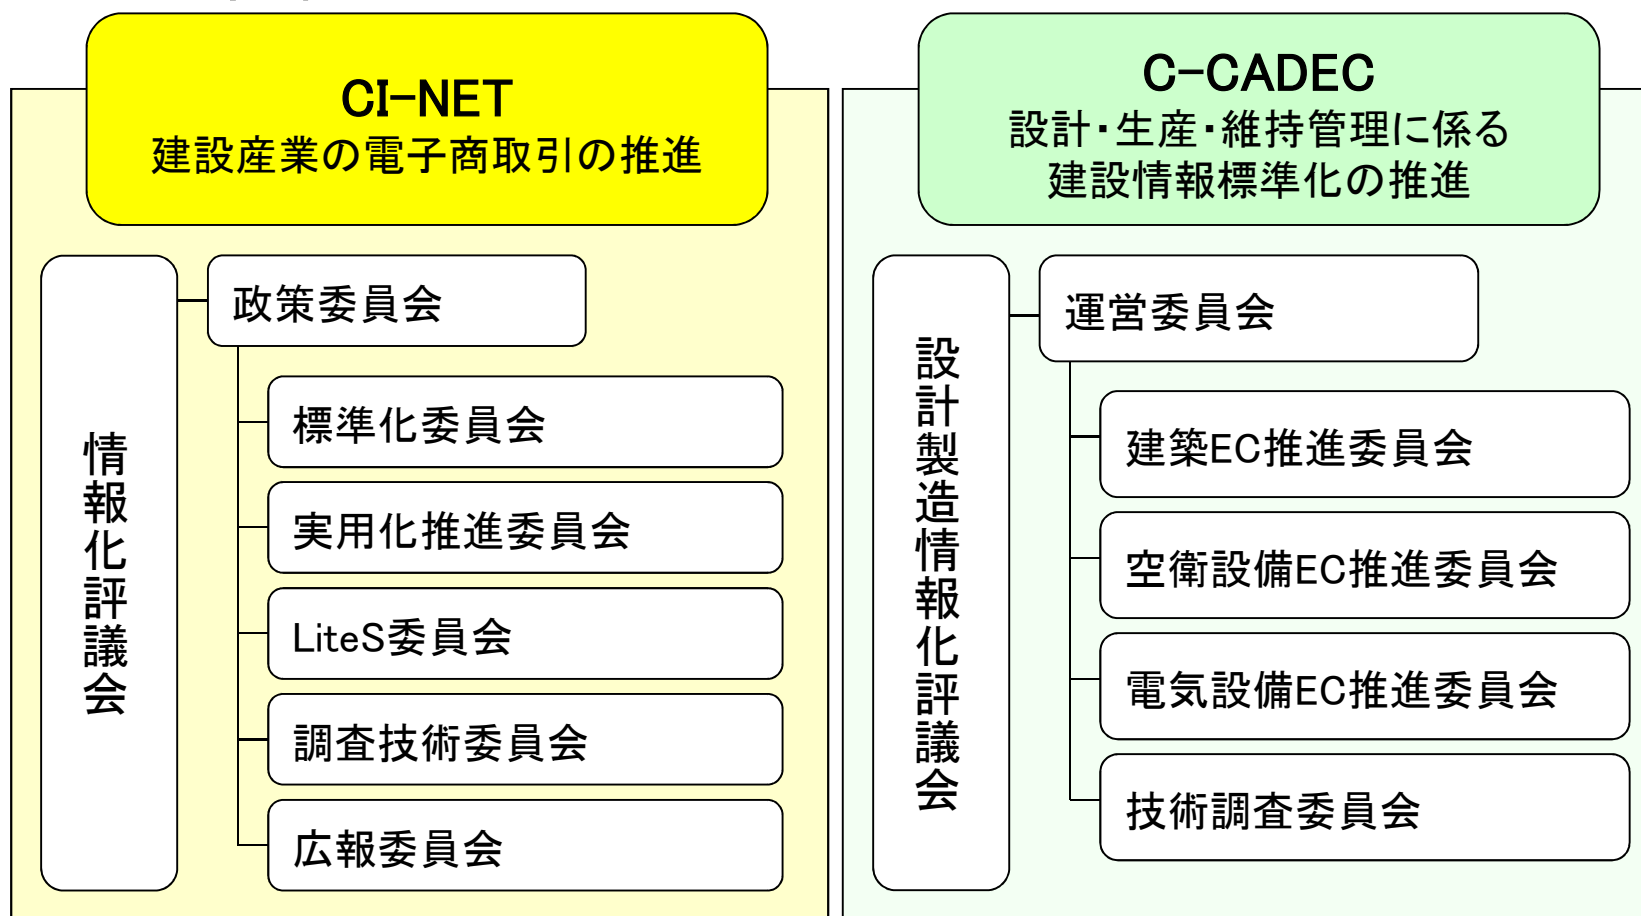 CI-NET
建設産業の電子商取引の推進
情報化評議会
政策委員会
標準化委員会
実用化推進委員会
LiteS委員会
調査技術委員会
広報委員会
C-CADEC
設計・生産・維持管理に係る
建設情報標準化の推進
設計製造情報化評議会
運営委員会
建築EC推進委員会
空衛設備EC推進委員会
電気設備EC推進委員会
技術調査委員会